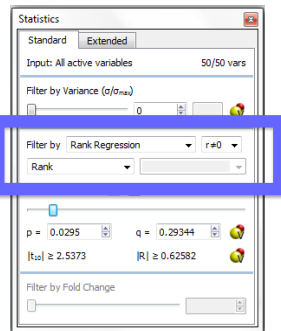 Statistics
Standard Extended
Input: All active variables 50/50 vars
Filter by Variance (σ/σmax)
0
Filter by Rank Regression r≠0
Rank
p = 0.0295 q = 0.29344
|t10| ≥ 2.5373 |R| ≥ 0.62582
Filter by Fold Change